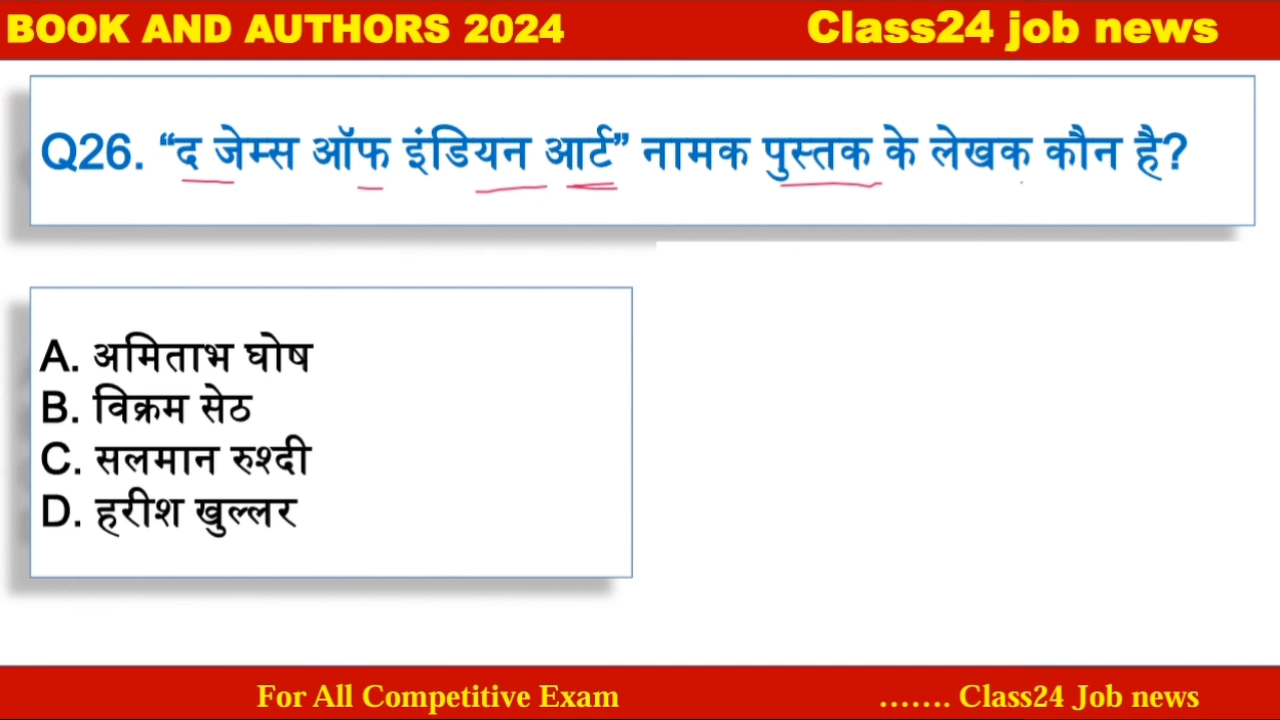 BOOK AND AUTHORS 2024 Class24 job news
Q26. “द जेम्स ऑफ इंडियन आर्ट” नामक पुस्तक के लेखक कौन है?
A. अमिताभ घोष
B. विक्रम सेठ
C. सलमान रुश्दी
D. हरीश खुल्लर
For All Competitive Exam ....... Class24 Job news